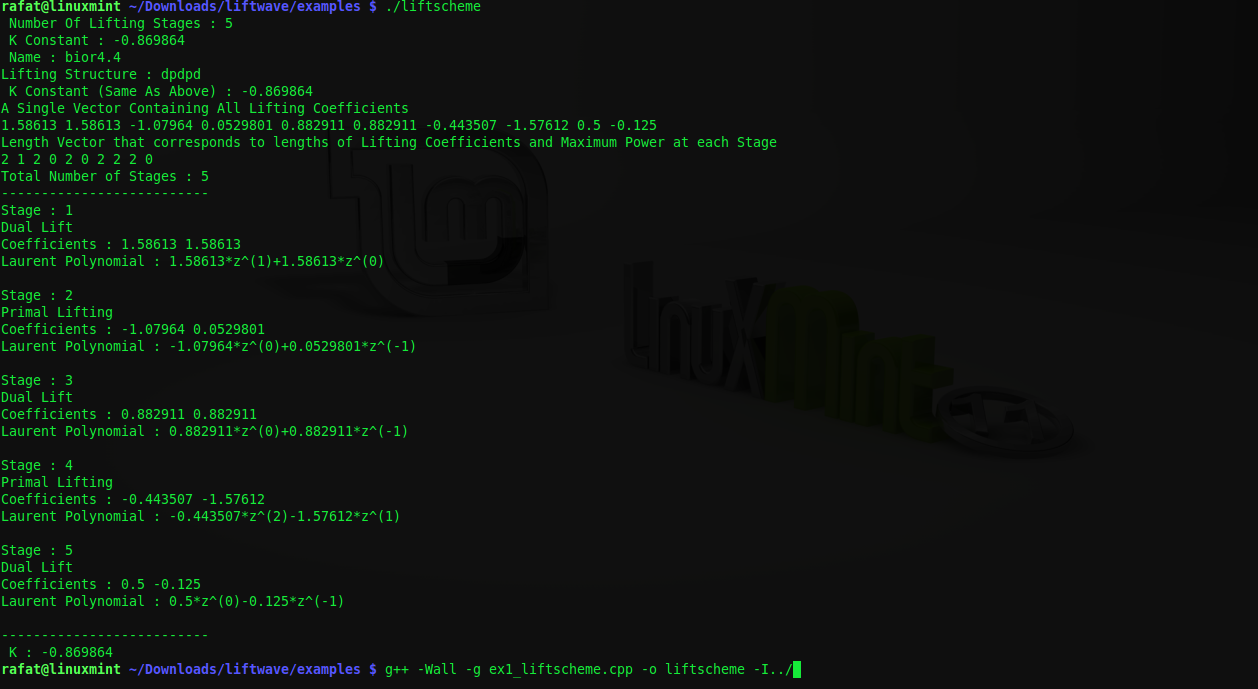 rafat@linuxmint ~/Downloads/liftwave/examples $ ./liftscheme
Number Of Lifting Stages : 5
K Constant : -0.869864
Name : bior4.4
Lifting Structure : dpdpd
K Constant (Same As Above) : -0.869864
A Single Vector Containing All Lifting Coefficients
1.58613 1.58613 -1.07964 0.0529801 0.882911 0.882911 -0.443507 -1.57612 0.5 -0.125
Length Vector that corresponds to lengths of Lifting Coefficients and Maximum Power at each Stage
2 1 2 0 2 0 2 2 2 0
Total Number of Stages : 5
--------------------------
Stage : 1
Dual Lift
Coefficients : 1.58613 1.58613
Laurent Polynomial : 1.58613*z^(1)+1.58613*z^(0)
Stage : 2
Primal Lifting
Coefficients : -1.07964 0.0529801
Laurent Polynomial : -1.07964*z^(0)+0.0529801*z^(-1)
Stage : 3
Dual Lift
Coefficients : 0.882911 0.882911
Laurent Polynomial : 0.882911*z^(0)+0.882911*z^(-1)
Stage : 4
Primal Lifting
Coefficients : -0.443507 -1.57612
Laurent Polynomial : -0.443507*z^(2)-1.57612*z^(1)
Stage : 5
Dual Lift
Coefficients : 0.5 -0.125
Laurent Polynomial : 0.5*z^(0)-0.125*z^(-1)
--------------------------
K : -0.869864
rafat@linuxmint ~/Downloads/liftwave/examples $ g++ -Wall -g ex1_liftscheme.cpp -o liftscheme -I../
LinuxMint